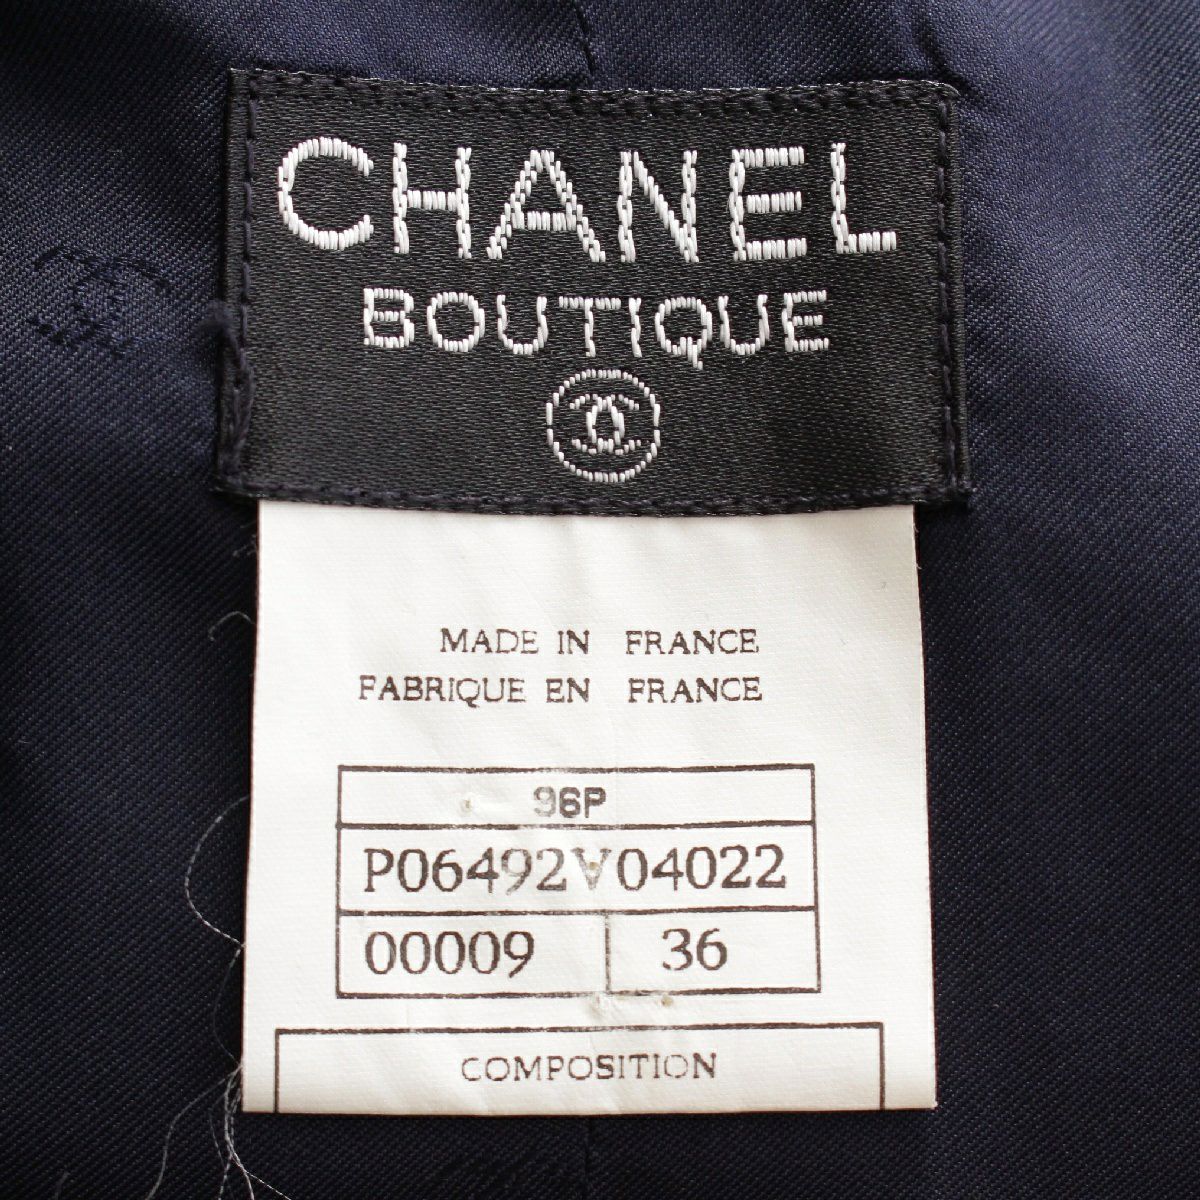 CHANEL
BOUTIQUE
MADE IN FRANCE
FABRIQUE EN FRANCE
96P
P06492V04022
00009 36
COMPOSITION